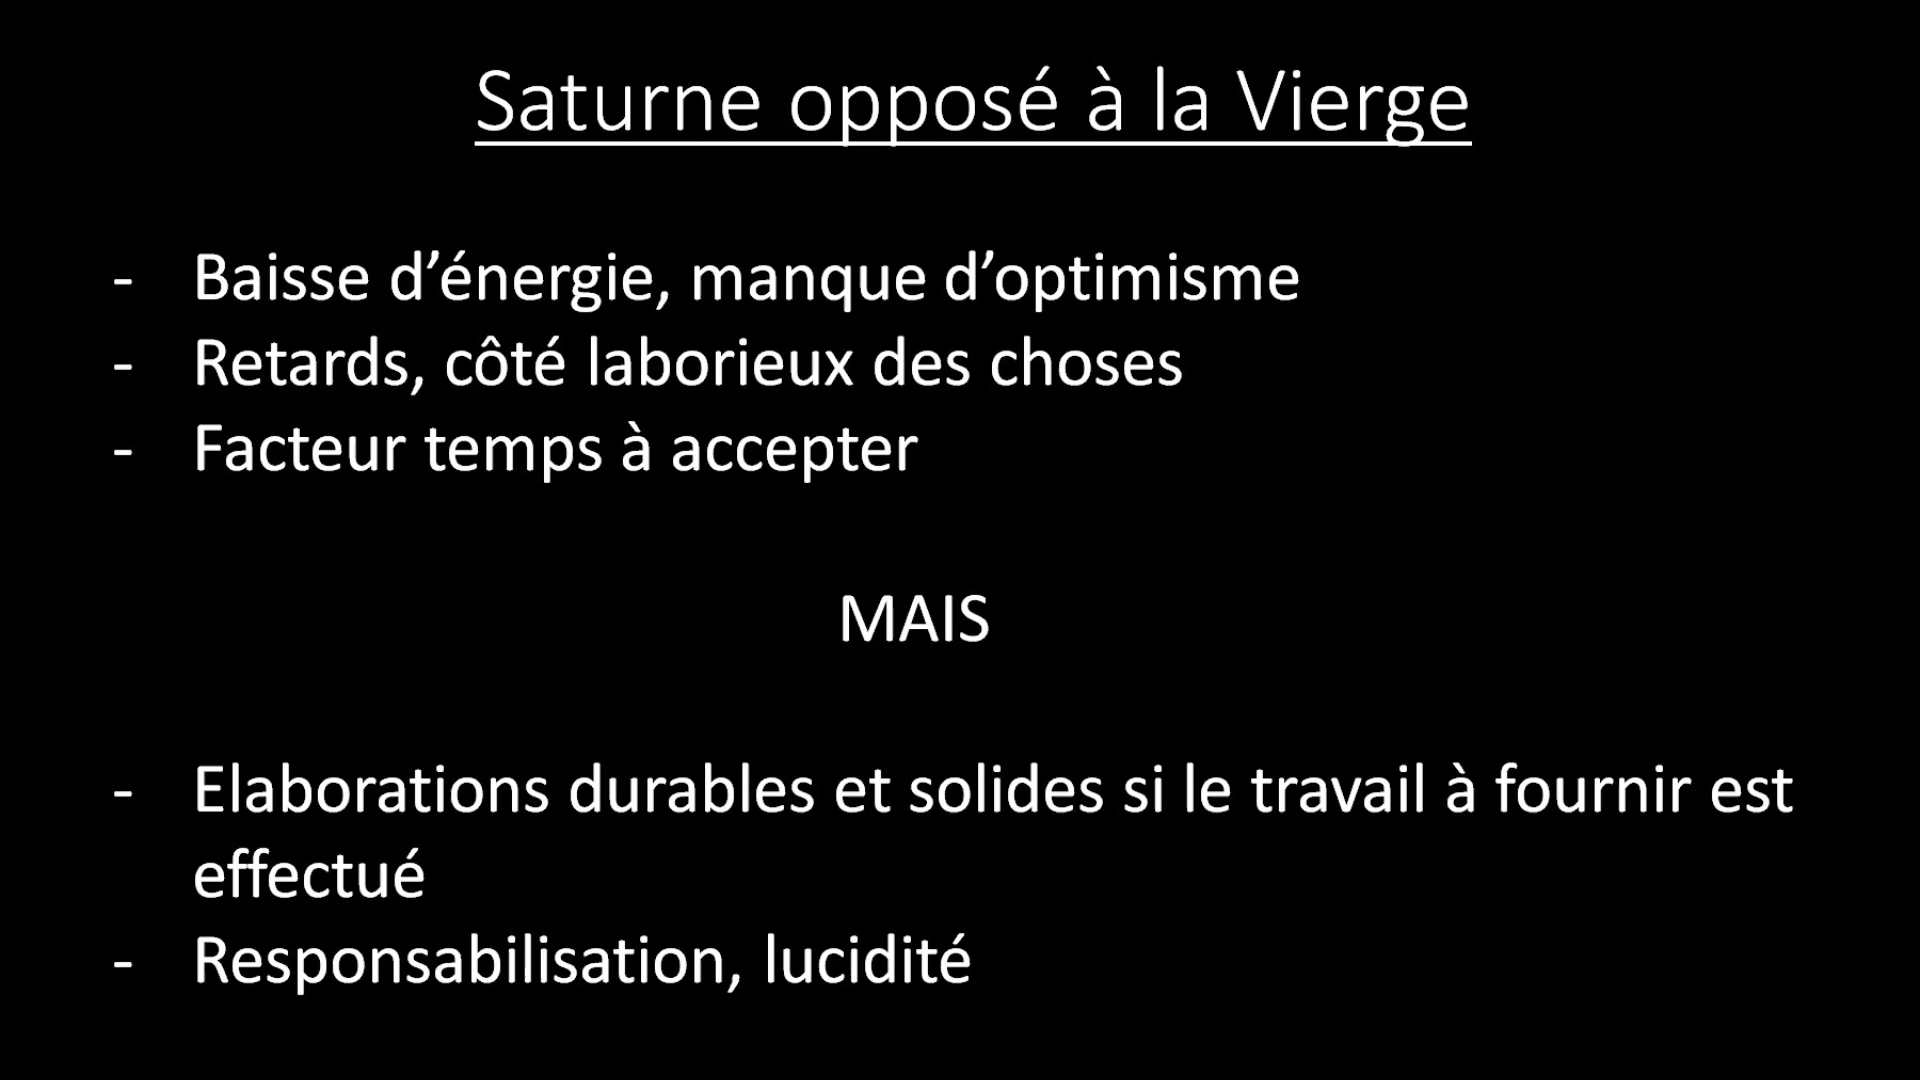 Saturne opposé à la Vierge
- Baisse d’énergie, manque d’optimisme
- Retards, côté laborieux des choses
- Facteur temps à accepter
MAIS
- Elaborations durables et solides si le travail à fournir est
effectué
- Responsabilisation, lucidité